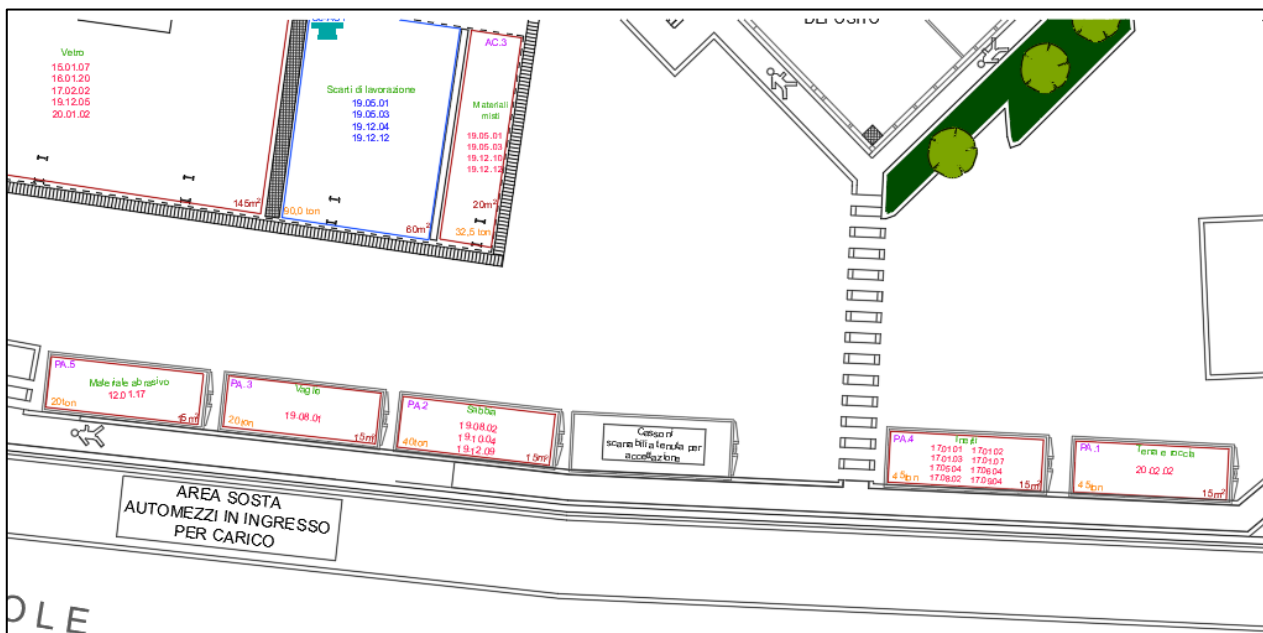 DEPOSITO
Vetro
15.01.07
16.01.20
17.02.02
19.12.05
20.01.02
145m²
Scarti di lavorazione
19.05.01
19.05.03
19.12.04
19.12.12
90,0 ton
60m²
AC.3
Materiali
misti
19.05.01
19.05.03
19.12.10
19.12.12
20m²
32,5 ton
PA.5
Materiale abrasivo
12.01.17
20ton
15m²
PA.3
Vaglio
19.08.01
20ton
15m²
PA.2
Sabbia
19.08.02
19.10.04
19.12.09
40ton
15m²
Cassoni
scarrabili a tenuta per
accettazione
PA.4
Inerti
17.01.01 17.01.02
17.01.03 17.01.07
17.05.04 17.06.04
17.08.02 17.09.04
45ton
15m²
PA.1
Terra e roccia
20.02.02
45ton
15m²
AREA SOSTA
AUTOMEZZI IN INGRESSO
PER CARICO
OLE